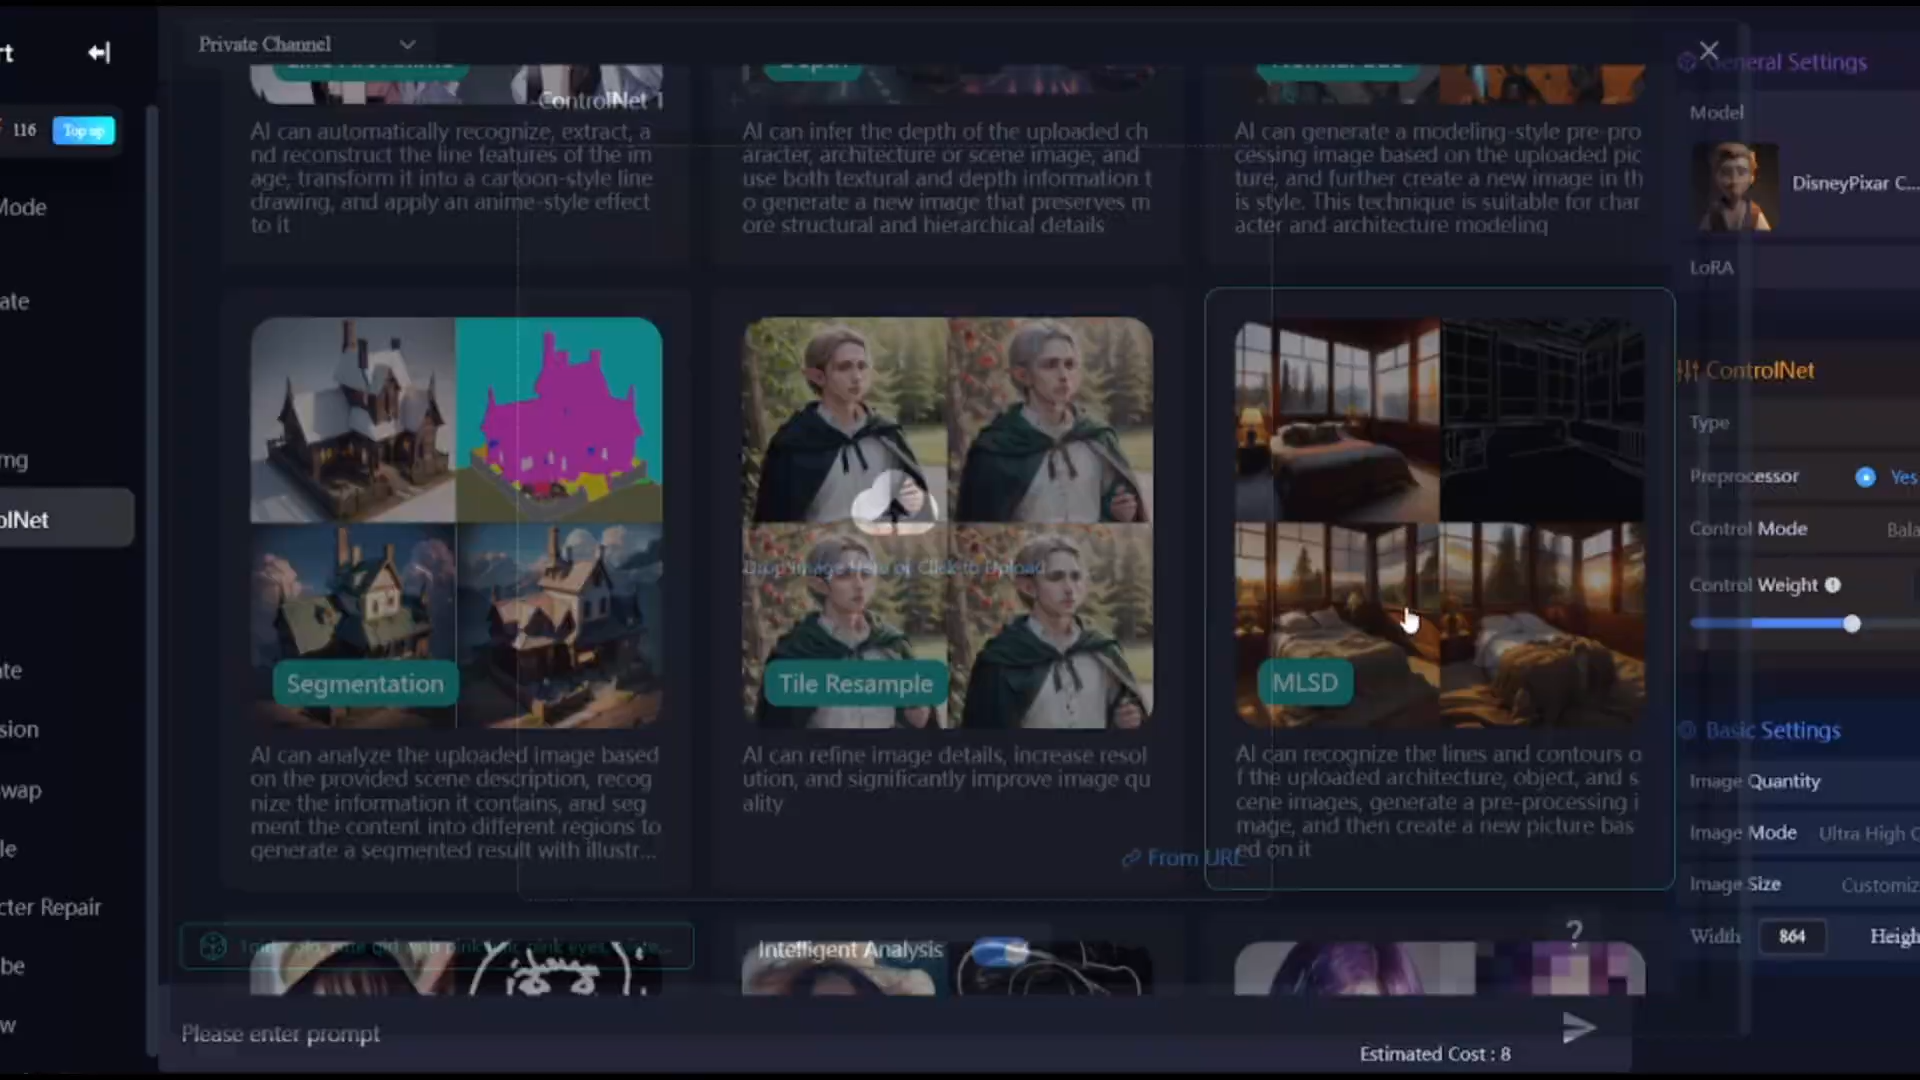 Private Channel
General Settings
116
Top up
ControlNet 1
Model
AI can automatically recognize, extract, a
nd reconstruct the line features of the im
age, transform it into a cartoon-style line
drawing, and apply an anime-style effect
to it
AI can infer the depth of the uploaded ch
aracter, architecture or scene image, and
use both textural and depth information t
o generate a new image that preserves m
ore structural and hierarchical details
AI can generate a modeling-style pre-pro
cessing image based on the uploaded pic
ture, and further create a new image in th
is style. This technique is suitable for char
acter and architecture modeling
DisneyPixar C...
Mode
LoRA
ate
ControlNet
Type
mg
Preprocessor
Yes
olNet
Control Mode
Bala
Drop Image Here or Click to Upload
Control Weight
Segmentation
Tile Resample
MLSD
te
sion
Basic Settings
AI can analyze the uploaded image based
on the provided scene description, recog
nize the information it contains, and seg
ment the content into different regions to
generate a segmented result with illustr...
AI can refine image details, increase resol
ution, and significantly improve image qu
ality
AI can recognize the lines and contours o
f the uploaded architecture, object, and s
cene images, generate a pre-processing i
mage, and then create a new picture bas
ed on it
Image Quantity
wap
Image Mode
Ultra High
le
From URL
Image Size
Customiz
cter Repair
Width
864
Heigh
Intelligent Analysis
?
be
w
Please enter prompt
Estimated Cost : 8